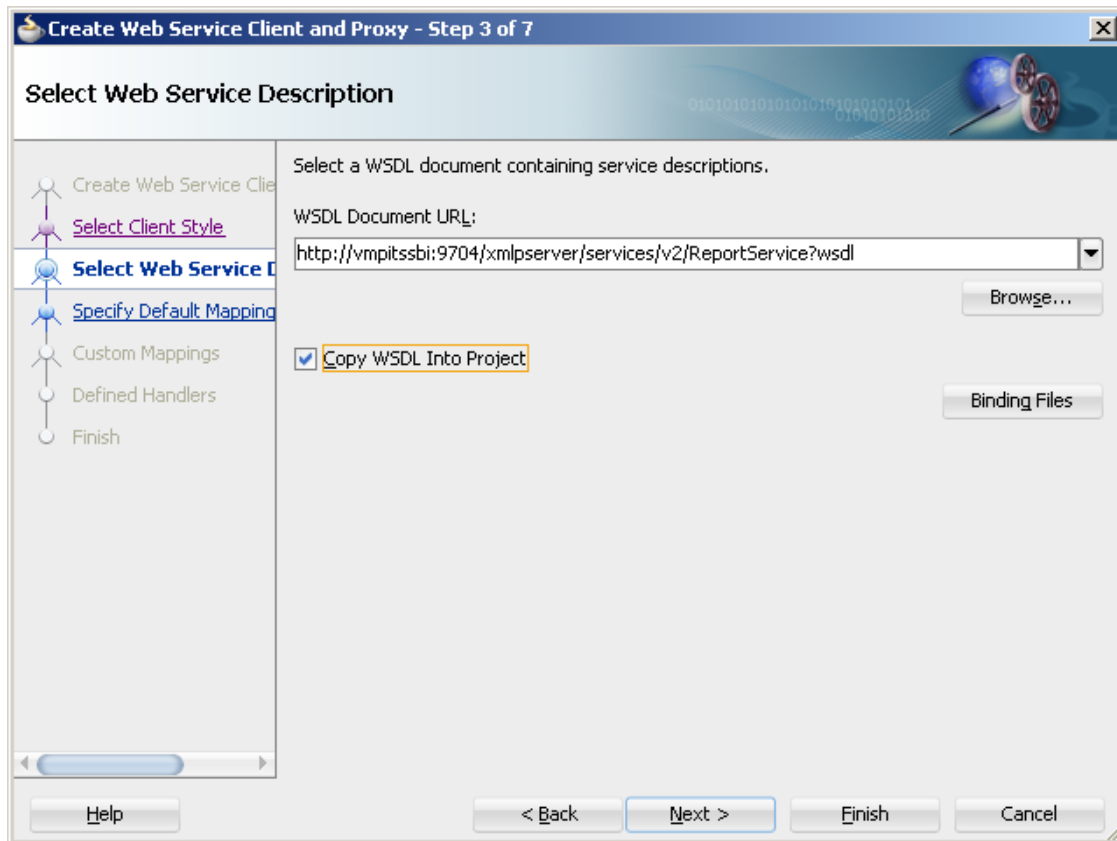 Create Web Service Client and Proxy - Step 3 of 7
Select Web Service Description
010101010101010101010101010101
01010101010
Create Web Service Clie
Select Client Style
Select Web Service D
Specify Default Mapping
Custom Mappings
Defined Handlers
Finish
Select a WSDL document containing service descriptions.
WSDL Document URL:
http://vmpitssbi:9704/xmlpserver/services/v2/ReportService?wsdl
Browse...
Copy WSDL Into Project
Binding Files
Help
< Back
Next >
Finish
Cancel